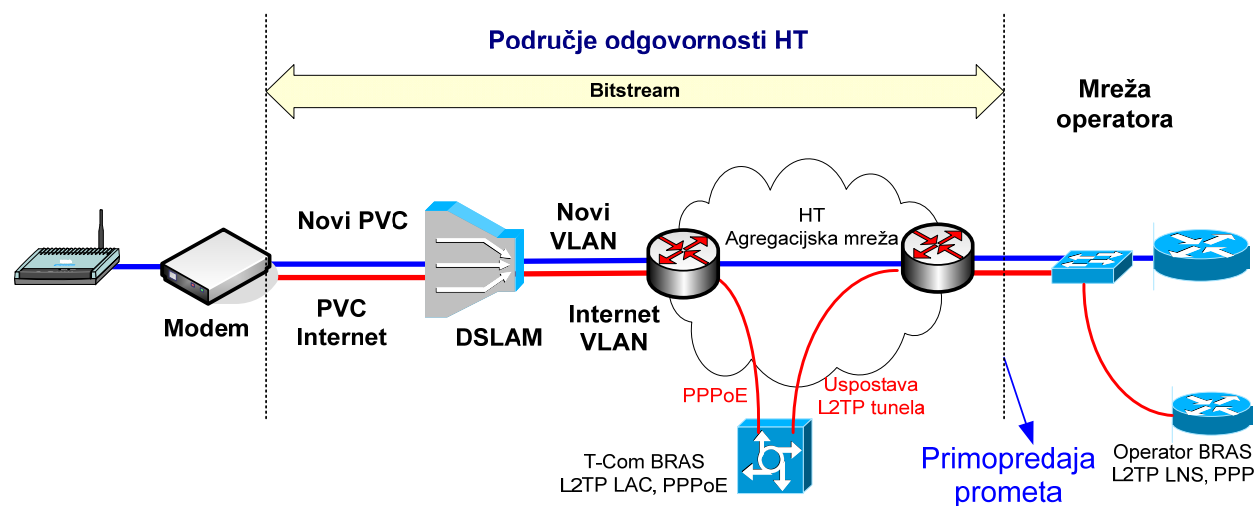 Područje odgovornosti HT
Bitstream
Mreža
operatora
Novi PVC
Novi
VLAN
HT
Agregacijska mreža
Modem
PVC
Internet
DSLAM
Internet
VLAN
PPPoE
Uspostava
L2TP tunela
T-Com BRAS
L2TP LAC, PPPoE
Primopredaja
prometa
Operator BRAS
L2TP LNS, PPP